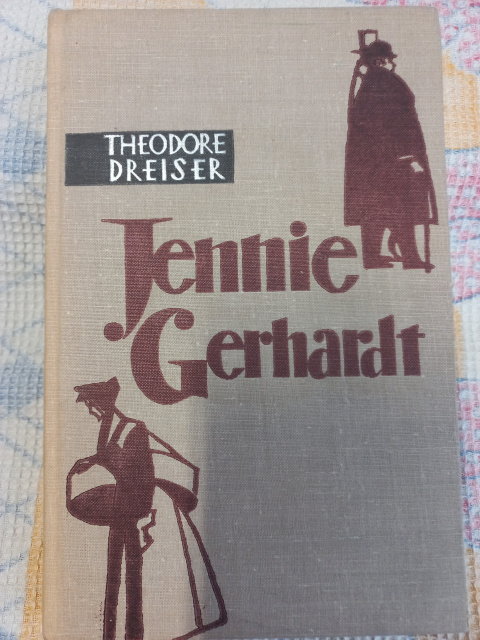 THEODORE
DREISER
Jennie
Gerhardt